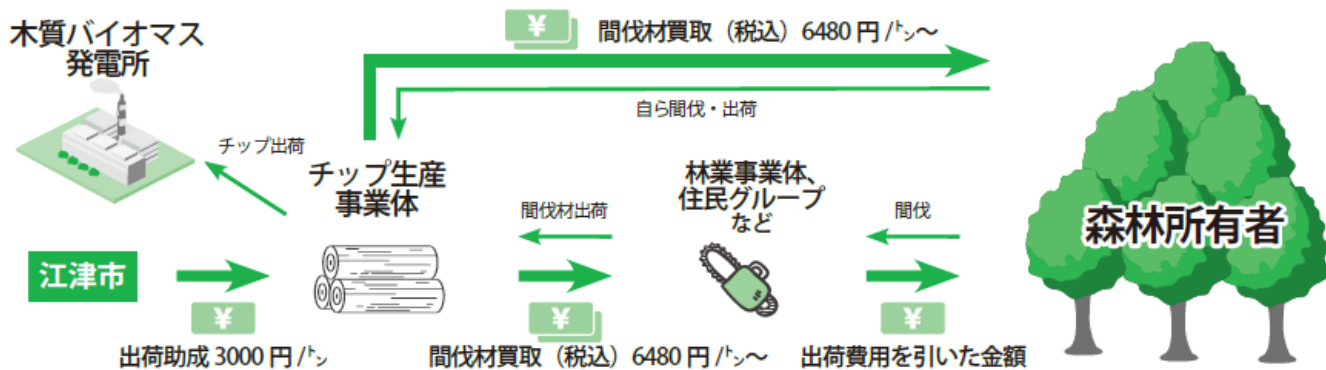 木質バイオマス
発電所
¥ 間伐材買取（税込）6480円/㌧〜
自ら間伐・出荷
チップ出荷
チップ生産
事業体
林業事業体、
住民グループ
など
間伐材出荷
間伐
森林所有者
江津市
¥
¥
¥
出荷助成3000円/㌧
間伐材買取（税込）6480円/㌧〜
出荷費用を引いた金額